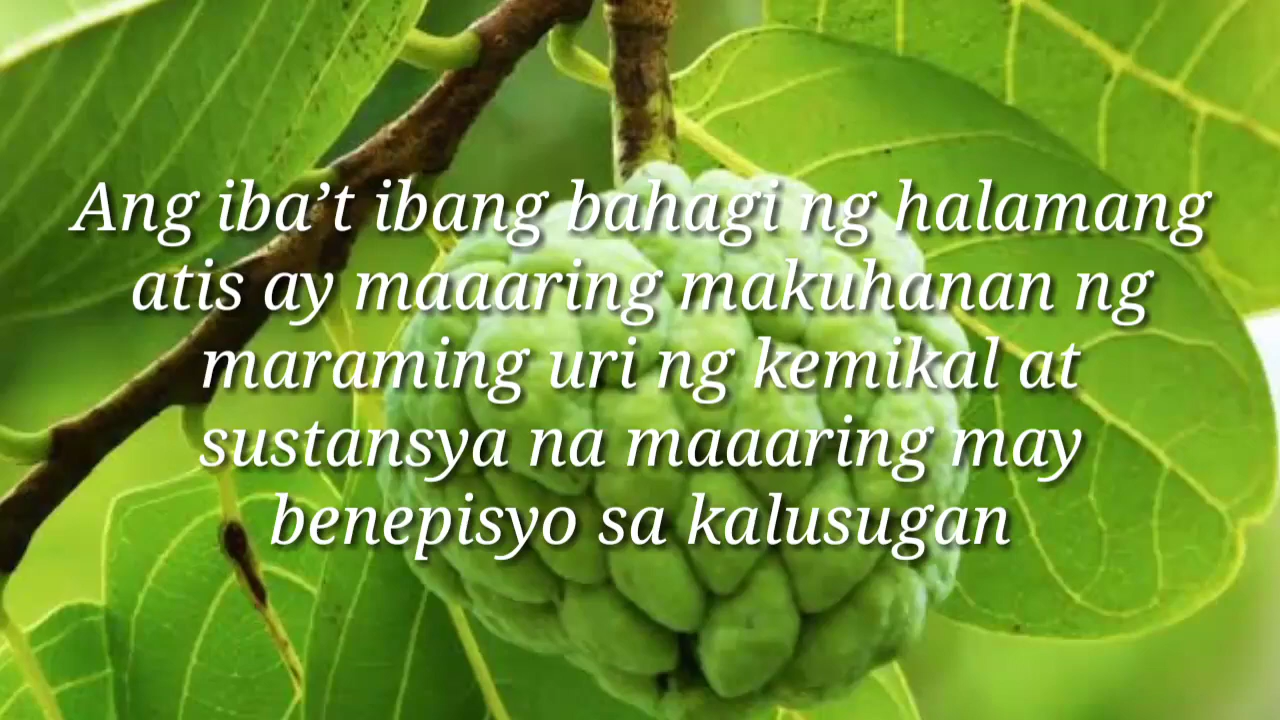 Ang iba’t ibang bahagi ng halamang
atis ay maaaring makuhanan ng
maraming uri ng kemikal at
sustansya na maaaring may
benepisyo sa kalusugan